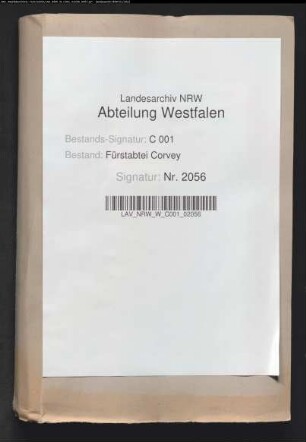 Landesarchiv NRW
Abteilung Westfalen
Bestands-Signatur: C 001
Bestand: Fürstabtei Corvey
Signatur: Nr. 2056
LAV_NRW_W_C001_02056